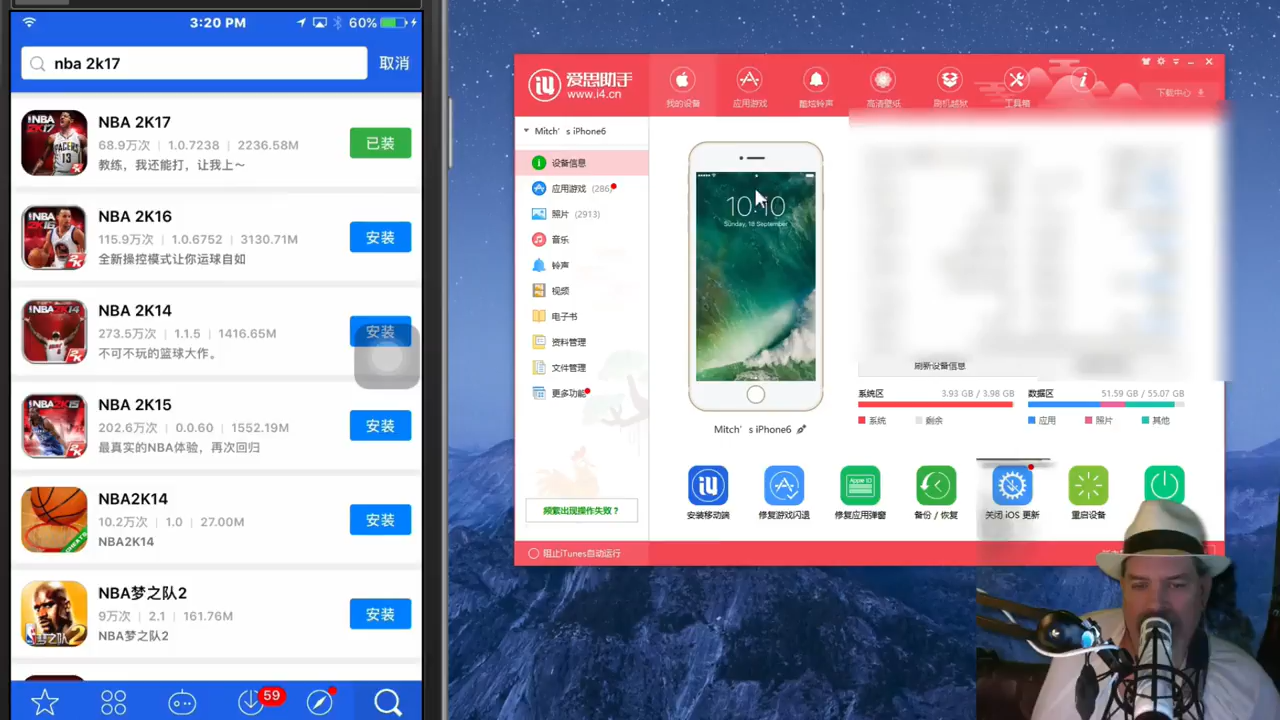 3:20 PM
60%
nba 2k17
取消
NBA 2K17
68.9万次 | 1.0.7238 | 2236.58M
教练，我还能打，让我上～
已装
NBA 2K16
115.9万次 | 1.0.6752 | 3130.71M
全新操控模式让你运球自如
安装
NBA 2K14
273.5万次 | 1.1.5 | 1416.65M
不可不玩的篮球大作。
安装
NBA 2K15
202.6万次 | 0.0.60 | 1552.19M
最真实的NBA体验，再次回归
安装
NBA2K14
10.2万次 | 1.0 | 27.00M
NBA2K14
安装
NBA梦之队2
9万次 | 2.1 | 161.76M
NBA梦之队2
安装
59
爱思助手
www.i4.cn
我的设备
应用游戏
酷炫铃声
高清壁纸
刷机越狱
工具箱
下载中心
Mitch’s iPhone6
设备信息
应用游戏 (286)
照片 (2913)
音乐
铃声
视频
电子书
资料管理
文件管理
更多功能
频繁出现操作失败？
阻止iTunes自动运行
10:10
Sunday, 18 September
Mitch’s iPhone6
刷新设备信息
系统区 3.93 GB / 3.98 GB
系统 剩余
数据区 51.59 GB / 55.07 GB
应用 照片 其他
安装移动端
修复游戏闪退
Apple ID
修复应用弹窗
备份 / 恢复
关闭 iOS 更新
重启设备